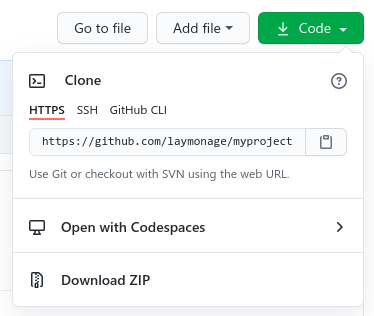 Go to file Add file Code
Clone
HTTPS SSH GitHub CLI
https://github.com/laymonage/myproject
Use Git or checkout with SVN using the web URL.
Open with Codespaces
Download ZIP